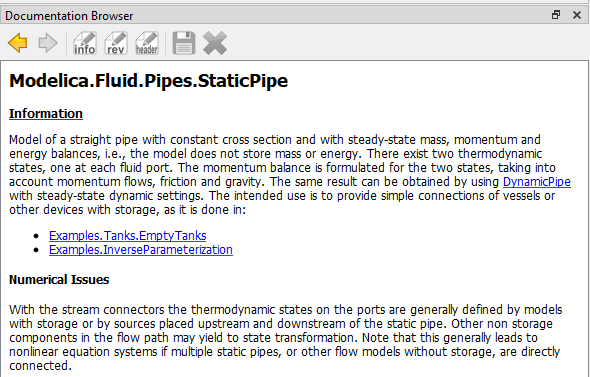 Documentation Browser
info rev header
Modelica.Fluid.Pipes.StaticPipe
Information
Model of a straight pipe with constant cross section and with steady-state mass, momentum and
energy balances, i.e., the model does not store mass or energy. There exist two thermodynamic
states, one at each fluid port. The momentum balance is formulated for the two states, taking into
account momentum flows, friction and gravity. The same result can be obtained by using DynamicPipe
with steady-state dynamic settings. The intended use is to provide simple connections of vessels or
other devices with storage, as it is done in:
• Examples.Tanks.EmptyTanks
• Examples.InverseParameterization
Numerical Issues
With the stream connectors the thermodynamic states on the ports are generally defined by models
with storage or by sources placed upstream and downstream of the static pipe. Other non storage
components in the flow path may yield to state transformation. Note that this generally leads to
nonlinear equation systems if multiple static pipes, or other flow models without storage, are directly
connected.